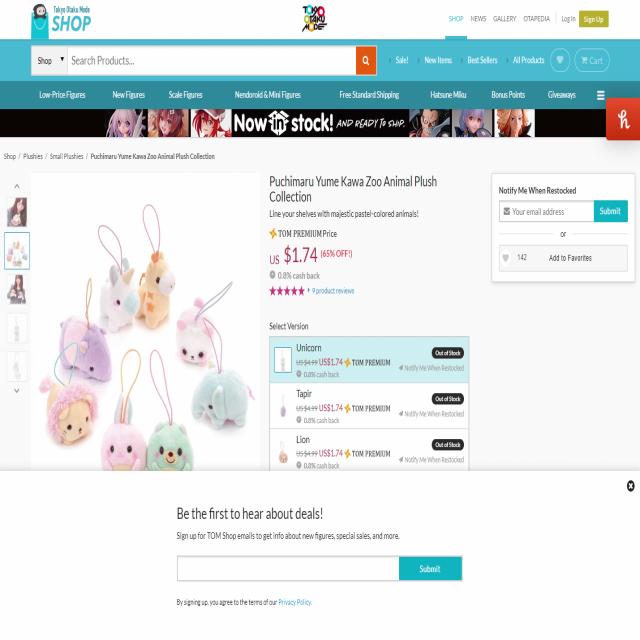 Tokyo Otaku Mode
SHOP
TOKYO
OTAKU
MODE
SHOP
NEWS
GALLERY
OTAPEDIA
Log in
Sign Up
Shop
Search Products...
Sale!
New Items
Best Sellers
All Products
Cart
Low-Price Figures
New Figures
Scale Figures
Nendoroid & Mini Figures
Free Standard Shipping
Hatsune Miku
Bonus Points
Giveaways
Now in stock! AND READY TO SHIP.
Shop / Plushies / Small Plushies / Puchimaru Yume Kawa Zoo Animal Plush Collection
Puchimaru Yume Kawa Zoo Animal Plush
Collection
Line your shelves with majestic pastel-colored animals!
TOM PREMIUM Price
US $1.74 (65% OFF!)
0.8% cash back
9 product reviews
Select Version
Unicorn
Out of Stock
US$4.99 US$1.74 TOM PREMIUM
Notify Me When Restocked
0.8% cash back
Tapir
Out of Stock
US$4.99 US$1.74 TOM PREMIUM
Notify Me When Restocked
0.8% cash back
Lion
Out of Stock
US$4.99 US$1.74 TOM PREMIUM
Notify Me When Restocked
0.8% cash back
Notify Me When Restocked
Your email address
Submit
or
142
Add to Favorites
Be the first to hear about deals!
Sign up for TOM Shop emails to get info about new figures, special sales, and more.
Submit
By signing up, you agree to the terms of our Privacy Policy.